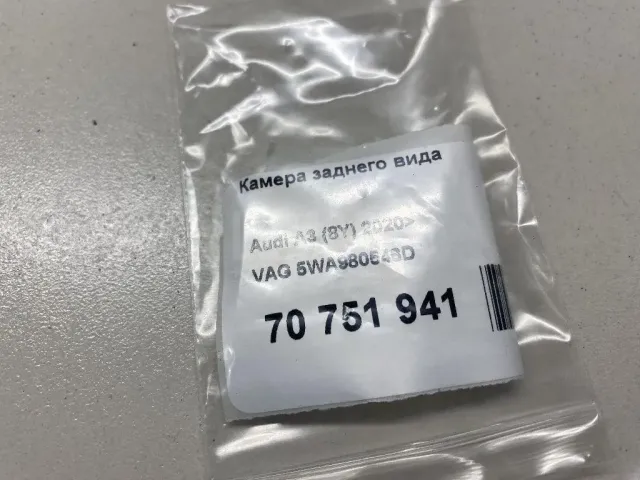 Камера заднего вида
Audi A3 (8Y) 2020>
VAG 5WA980546D
70 751 941